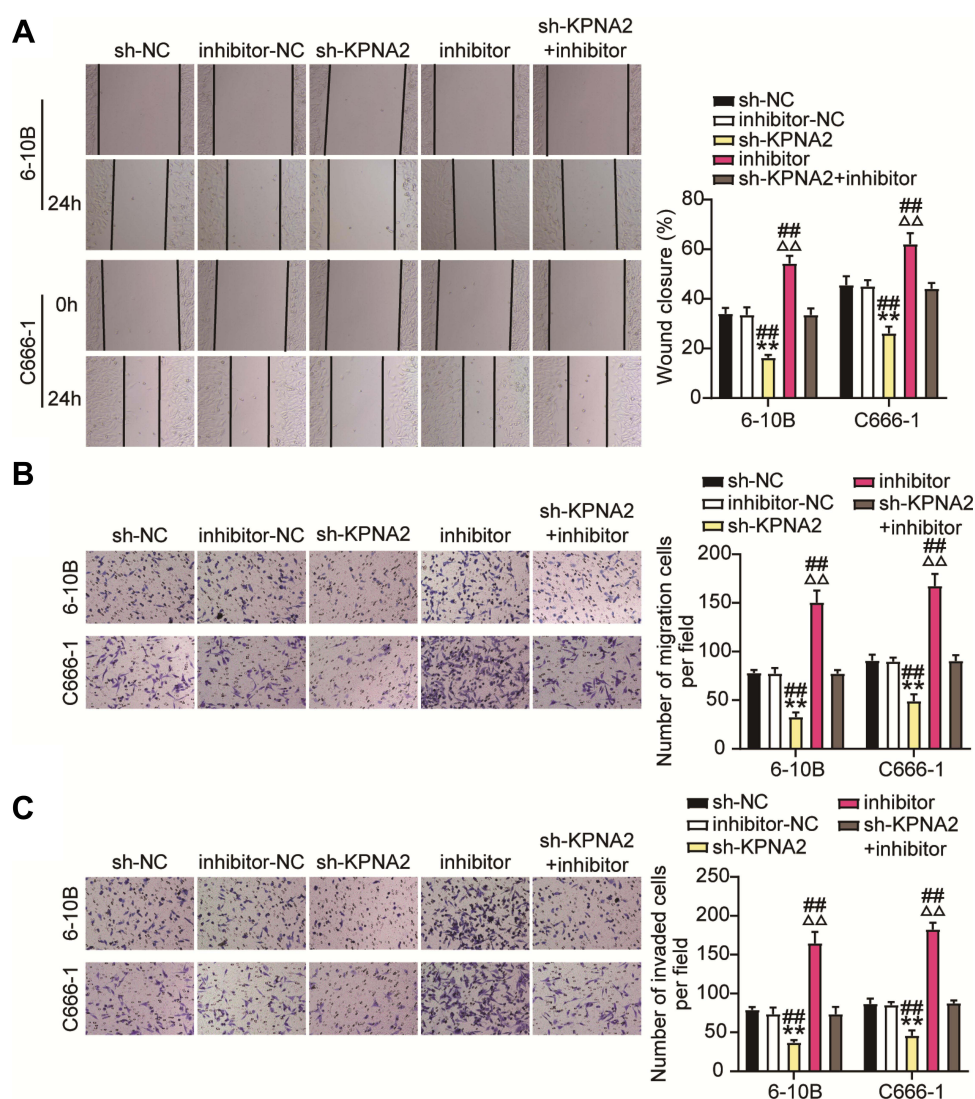 A
sh-NC inhibitor-NC sh-KPNA2 inhibitor sh-KPNA2
+inhibitor
6-10B
24h
0h
C666-1
24h
sh-NC
inhibitor-NC
sh-KPNA2
inhibitor
sh-KPNA2+inhibitor
Wound closure (%)
80
60
40
20
0
##
△△
##
**
##
△△
##
**
6-10B C666-1
B
sh-NC inhibitor-NC sh-KPNA2 inhibitor sh-KPNA2
+inhibitor
6-10B
C666-1
sh-NC
inhibitor-NC
sh-KPNA2
inhibitor
sh-KPNA2
+inhibitor
Number of migration cells
per field
200
150
100
50
0
##
△△
##
**
##
△△
##
**
6-10B C666-1
C
sh-NC inhibitor-NC sh-KPNA2 inhibitor sh-KPNA2
+inhibitor
6-10B
C666-1
sh-NC
inhibitor-NC
sh-KPNA2
inhibitor
sh-KPNA2
+inhibitor
Number of invaded cells
per field
250
200
150
100
50
0
##
△△
##
**
##
△△
##
**
6-10B C666-1